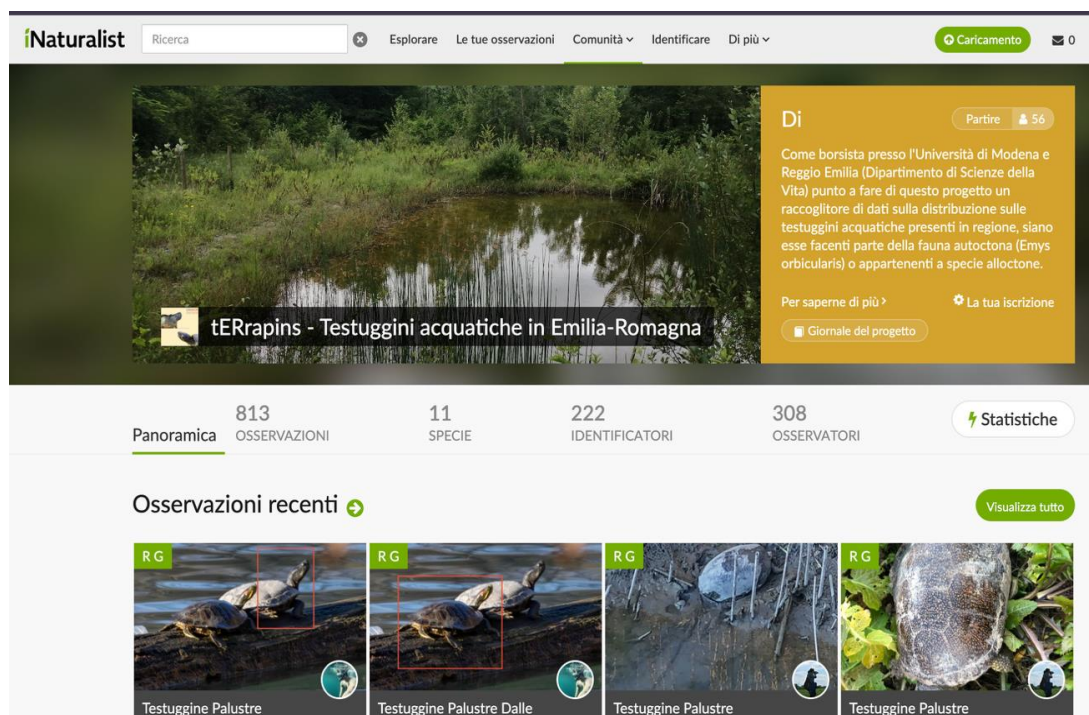 iNaturalist
Ricerca
Esplorare
Le tue osservazioni
Comunità
Identificare
Di più
Caricamento
0
Di
Partire 56
Come borsista presso l'Università di Modena e
Reggio Emilia (Dipartimento di Scienze della
Vita) punto a fare di questo progetto un
raccoglitore di dati sulla distribuzione sulle
testuggini acquatiche presenti in regione, siano
esse facenti parte della fauna autoctona (Emys
orbicularis) o appartenenti a specie alloctone.
Per saperne di più
La tua iscrizione
Giornale del progetto
tERrapins - Testuggini acquatiche in Emilia-Romagna
Panoramica
813
OSSERVAZIONI
11
SPECIE
222
IDENTIFICATORI
308
OSSERVATORI
Statistiche
Osservazioni recenti
Visualizza tutto
R G
R G
R G
R G
Testuggine Palustre
Testuggine Palustre Dalle
Testuggine Palustre
Testuggine Palustre